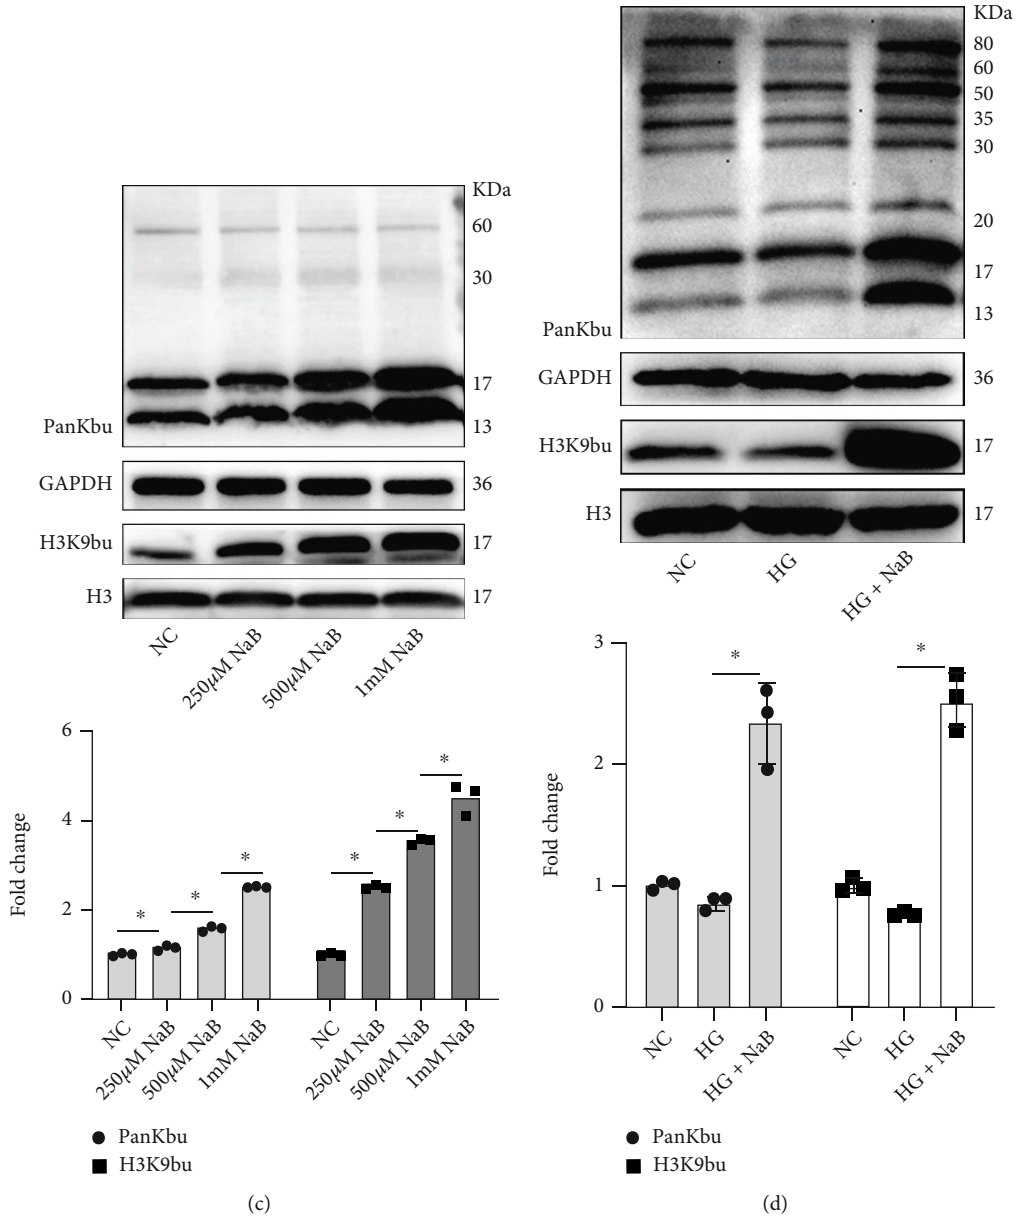 KDa
60
30
17
PanKbu
13
GAPDH
36
H3K9bu
17
H3
17
NC
250µM NaB
500µM NaB
1mM NaB
6
4
2
0
Fold change
*
*
*
*
*
*
NC
250µM NaB
500µM NaB
1mM NaB
NC
250µM NaB
500µM NaB
1mM NaB
PanKbu
H3K9bu
(c)
KDa
80
60
50
35
30
20
17
13
PanKbu
GAPDH
36
H3K9bu
17
H3
17
NC
HG
HG + NaB
3
2
1
0
Fold change
*
*
NC
HG
HG + NaB
NC
HG
HG + NaB
PanKbu
H3K9bu
(d)